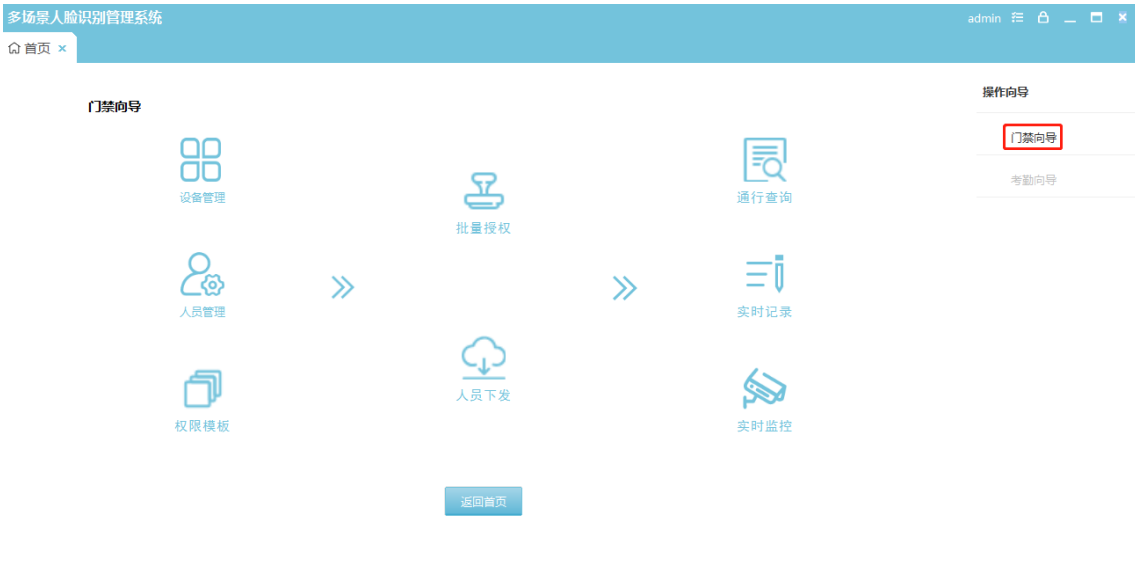 多场景人脸识别管理系统
admin
首页
门禁向导
设备管理
人员管理
权限模板
批量授权
人员下发
通行查询
实时记录
实时监控
返回首页
操作向导
门禁向导
考勤向导